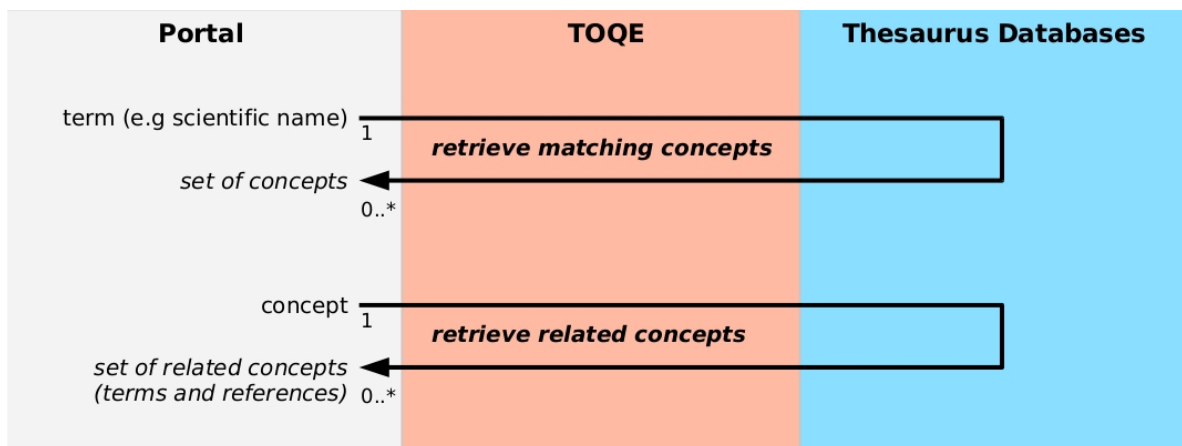 Portal
TOQE
Thesaurus Databases
term (e.g scientific name)
1
retrieve matching concepts
set of concepts
0..*
concept
1
retrieve related concepts
set of related concepts
(terms and references)
0..*